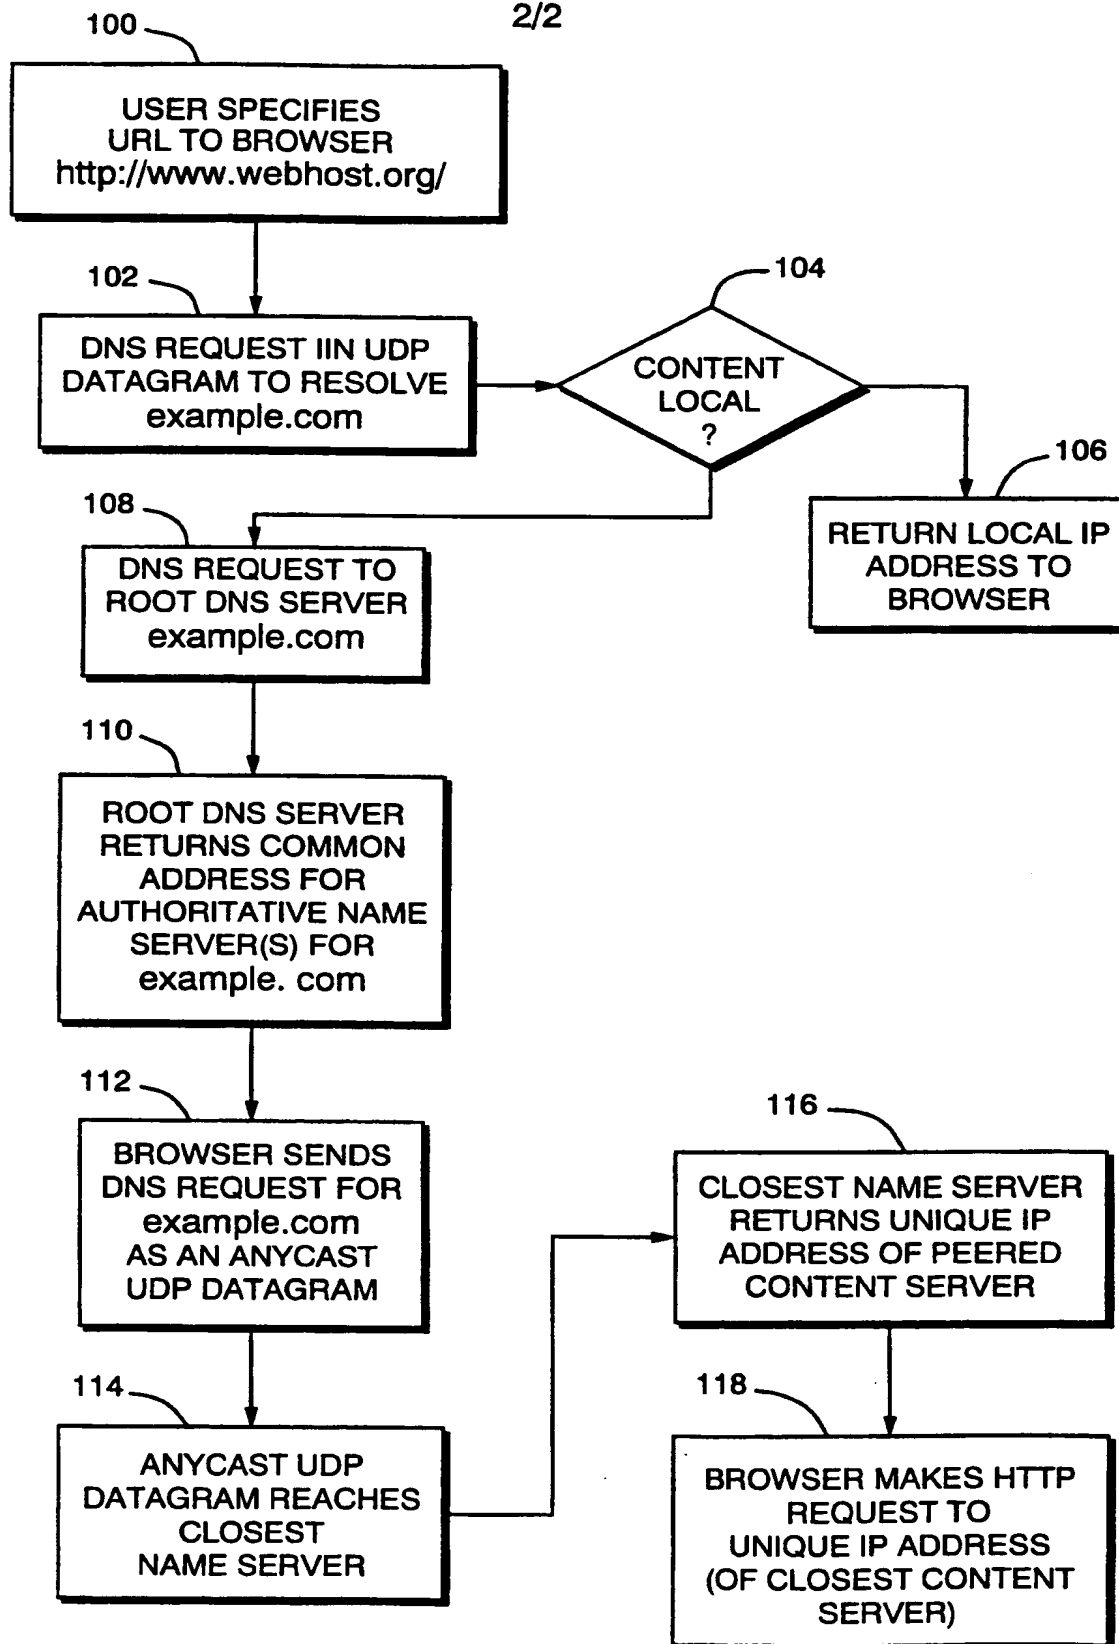 2/2
100
USER SPECIFIES
URL TO BROWSER
http://www.webhost.org/
102
DNS REQUEST IIN UDP
DATAGRAM TO RESOLVE
example.com
104
CONTENT
LOCAL
?
106
RETURN LOCAL IP
ADDRESS TO
BROWSER
108
DNS REQUEST TO
ROOT DNS SERVER
example.com
110
ROOT DNS SERVER
RETURNS COMMON
ADDRESS FOR
AUTHORITATIVE NAME
SERVER(S) FOR
example. com
112
BROWSER SENDS
DNS REQUEST FOR
example.com
AS AN ANYCAST
UDP DATAGRAM
114
ANYCAST UDP
DATAGRAM REACHES
CLOSEST
NAME SERVER
116
CLOSEST NAME SERVER
RETURNS UNIQUE IP
ADDRESS OF PEERED
CONTENT SERVER
118
BROWSER MAKES HTTP
REQUEST TO
UNIQUE IP ADDRESS
(OF CLOSEST CONTENT
SERVER)